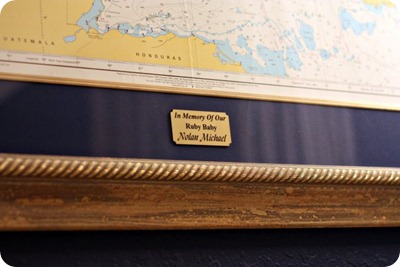 GUATEMALA
HONDURAS
In Memory Of Our
Ruby Baby
Nolan Michael